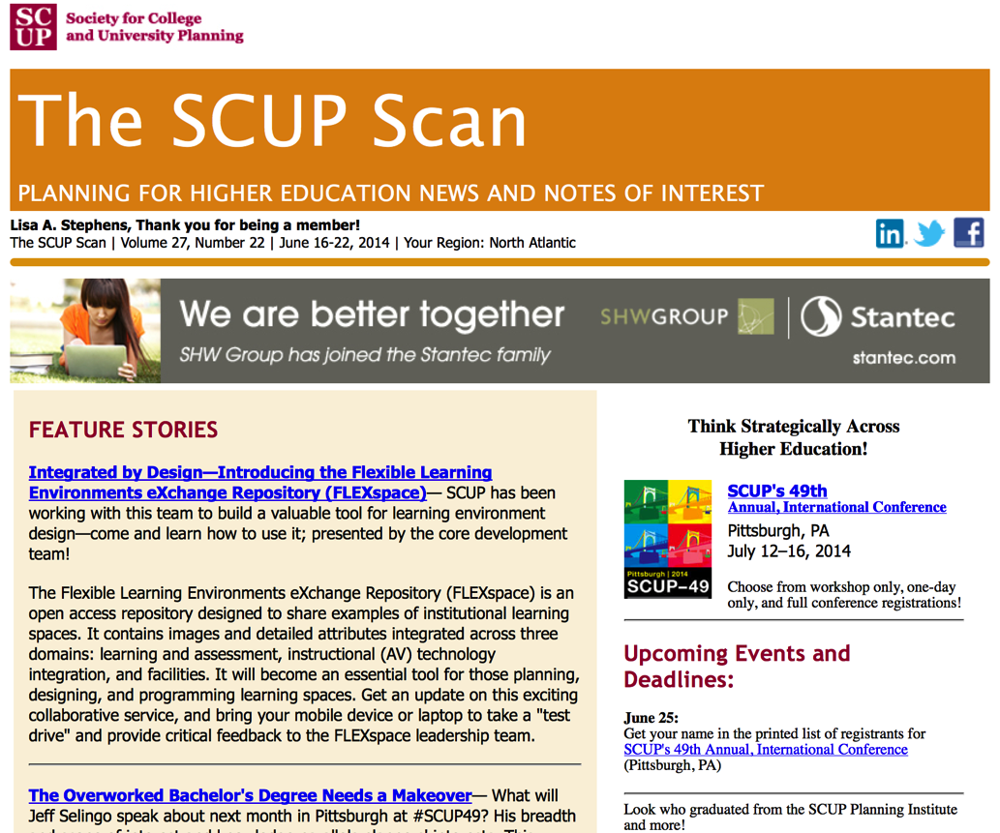 SC
UP
Society for College
and University Planning
The SCUP Scan
PLANNING FOR HIGHER EDUCATION NEWS AND NOTES OF INTEREST
Lisa A. Stephens, Thank you for being a member!
The SCUP Scan | Volume 27, Number 22 | June 16-22, 2014 | Your Region: North Atlantic
in
f
We are better together
SHW Group has joined the Stantec family
SHWGROUP
Stantec
stantec.com
FEATURE STORIES
Integrated by Design—Introducing the Flexible Learning
Environments eXchange Repository (FLEXspace)— SCUP has been
working with this team to build a valuable tool for learning environment
design—come and learn how to use it; presented by the core development
team!
The Flexible Learning Environments eXchange Repository (FLEXspace) is an
open access repository designed to share examples of institutional learning
spaces. It contains images and detailed attributes integrated across three
domains: learning and assessment, instructional (AV) technology
integration, and facilities. It will become an essential tool for those planning,
designing, and programming learning spaces. Get an update on this exciting
collaborative service, and bring your mobile device or laptop to take a "test
drive" and provide critical feedback to the FLEXspace leadership team.
The Overworked Bachelor's Degree Needs a Makeover— What will
Jeff Selingo speak about next month in Pittsburgh at #SCUP49? His breadth
Think Strategically Across
Higher Education!
Pittsburgh | 2014
SCUP–49
SCUP's 49th
Annual, International Conference
Pittsburgh, PA
July 12–16, 2014
Choose from workshop only, one-day
only, and full conference registrations!
Upcoming Events and
Deadlines:
June 25:
Get your name in the printed list of registrants for
SCUP's 49th Annual, International Conference
(Pittsburgh, PA)
Look who graduated from the SCUP Planning Institute
and more!